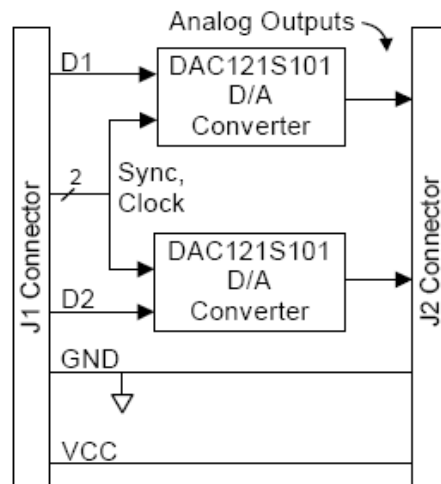 Analog Outputs
D1
DAC121S101
D/A
Converter
2
Sync,
Clock
J1 Connector
J2 Connector
DAC121S101
D/A
Converter
D2
GND
VCC